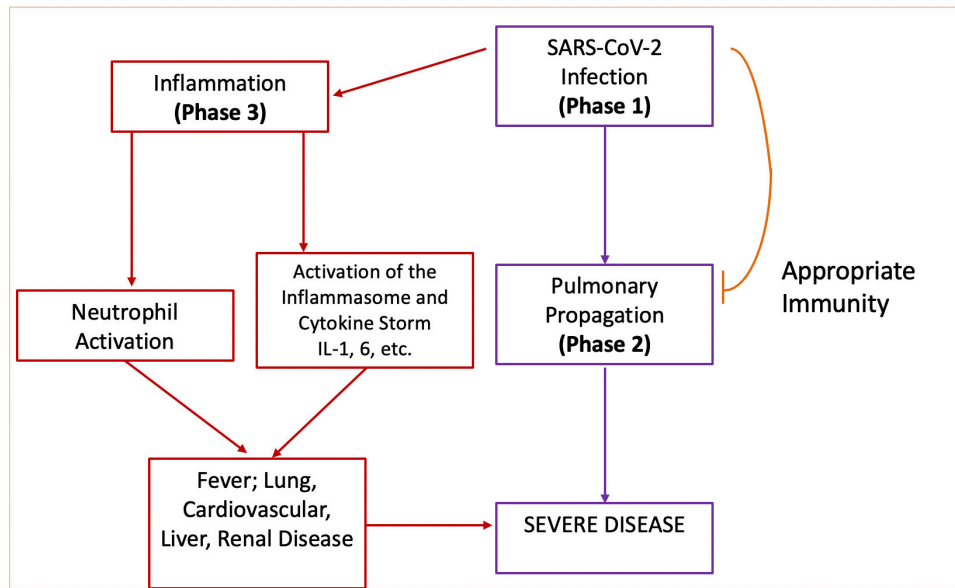 SARS-CoV-2
Infection
(Phase 1)
Inflammation
(Phase 3)
Appropriate
Immunity
Activation of the
Inflammasome and
Cytokine Storm
IL-1, 6, etc.
Pulmonary
Propagation
(Phase 2)
Neutrophil
Activation
Fever; Lung,
Cardiovascular,
Liver, Renal Disease
SEVERE DISEASE